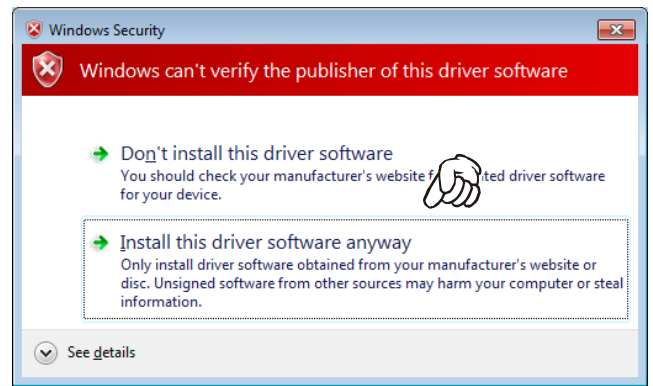 Windows Security
Windows can't verify the publisher of this driver software
Don't install this driver software
You should check your manufacturer's website f ted driver software
for your device.
Install this driver software anyway
Only install driver software obtained from your manufacturer's website or
disc. Unsigned software from other sources may harm your computer or steal
information.
See details